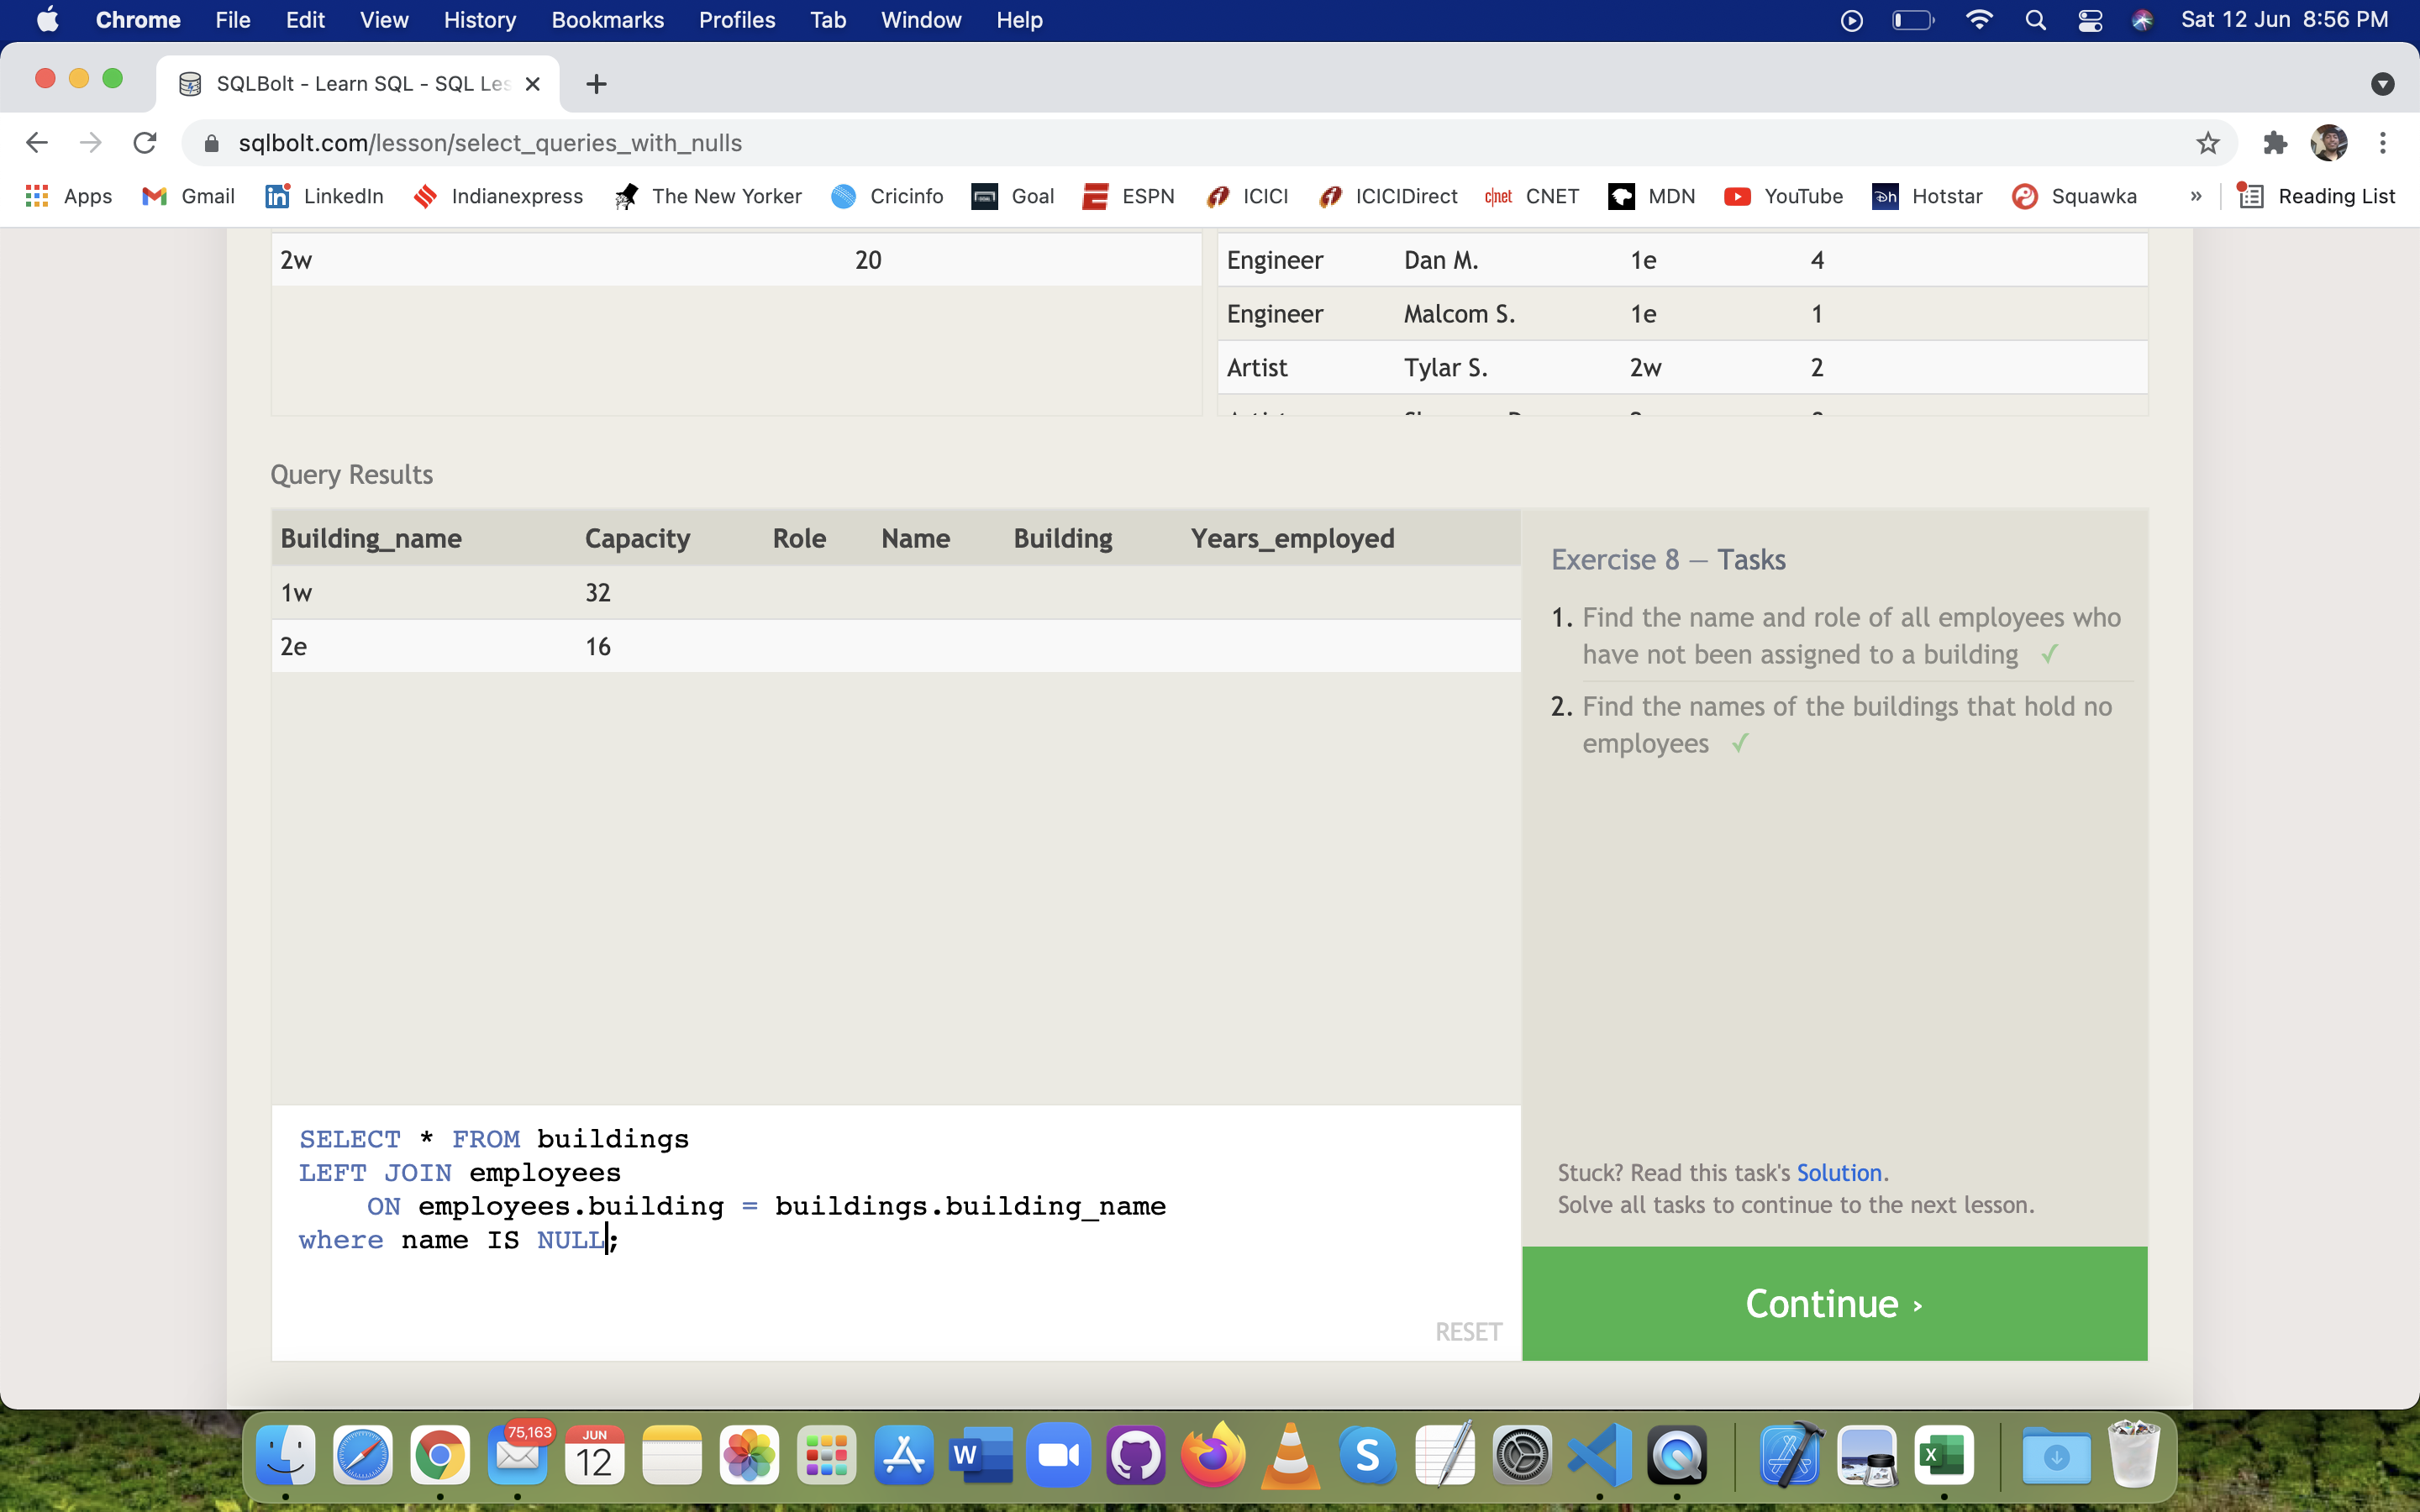 Chrome File Edit View History Bookmarks Profiles Tab Window Help Sat 12 Jun 8:56 PM
SQLBolt - Learn SQL - SQL Les
sqlbolt.com/lesson/select_queries_with_nulls
Apps Gmail LinkedIn Indianexpress The New Yorker Cricinfo Goal ESPN ICICI ICICIDirect CNET MDN YouTube Hotstar Squawka » Reading List
2w 20
Engineer Dan M. 1e 4
Engineer Malcom S. 1e 1
Artist Tylar S. 2w 2
Query Results
Building_name Capacity Role Name Building Years_employed
1w 32
2e 16
Exercise 8 — Tasks
1. Find the name and role of all employees who
have not been assigned to a building ✓
2. Find the names of the buildings that hold no
employees ✓
SELECT * FROM buildings
LEFT JOIN employees
ON employees.building = buildings.building_name
where name IS NULL;
RESET
Stuck? Read this task's Solution.
Solve all tasks to continue to the next lesson.
Continue ›
75,163
JUN
12